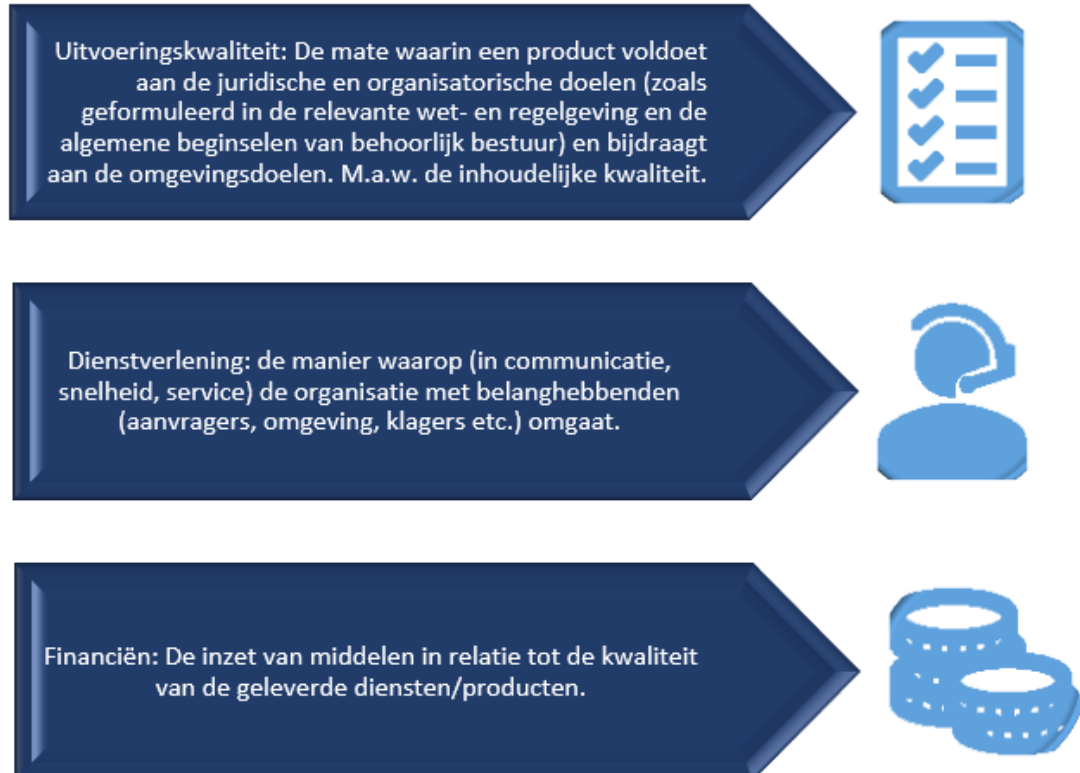 Uitvoeringskwaliteit: De mate waarin een product voldoet
aan de juridische en organisatorische doelen (zoals
geformuleerd in de relevante wet- en regelgeving en de
algemene beginselen van behoorlijk bestuur) en bijdraagt
aan de omgevingsdoelen. M.a.w. de inhoudelijke kwaliteit.
Dienstverlening: de manier waarop (in communicatie,
snelheid, service) de organisatie met belanghebbenden
(aanvragers, omgeving, klagers etc.) omgaat.
Financiën: De inzet van middelen in relatie tot de kwaliteit
van de geleverde diensten/producten.